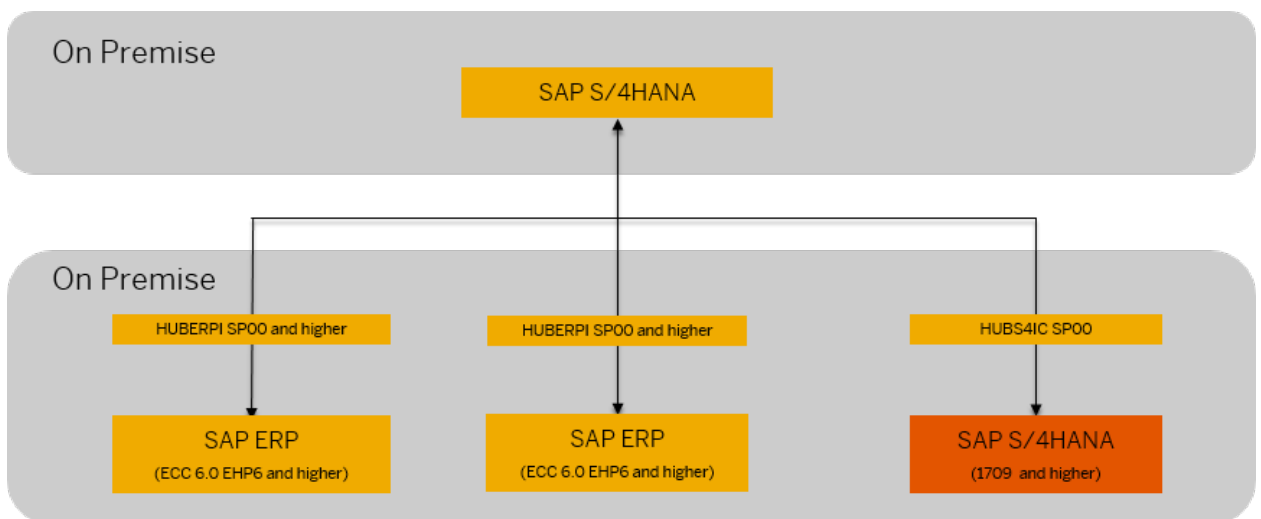 On Premise
SAP S/4HANA
On Premise
HUBERPI SP00 and higher
HUBERPI SP00 and higher
HUBS4IC SP00
SAP ERP
(ECC 6.0 EHP6 and higher)
SAP ERP
(ECC 6.0 EHP6 and higher)
SAP S/4HANA
(1709 and higher)